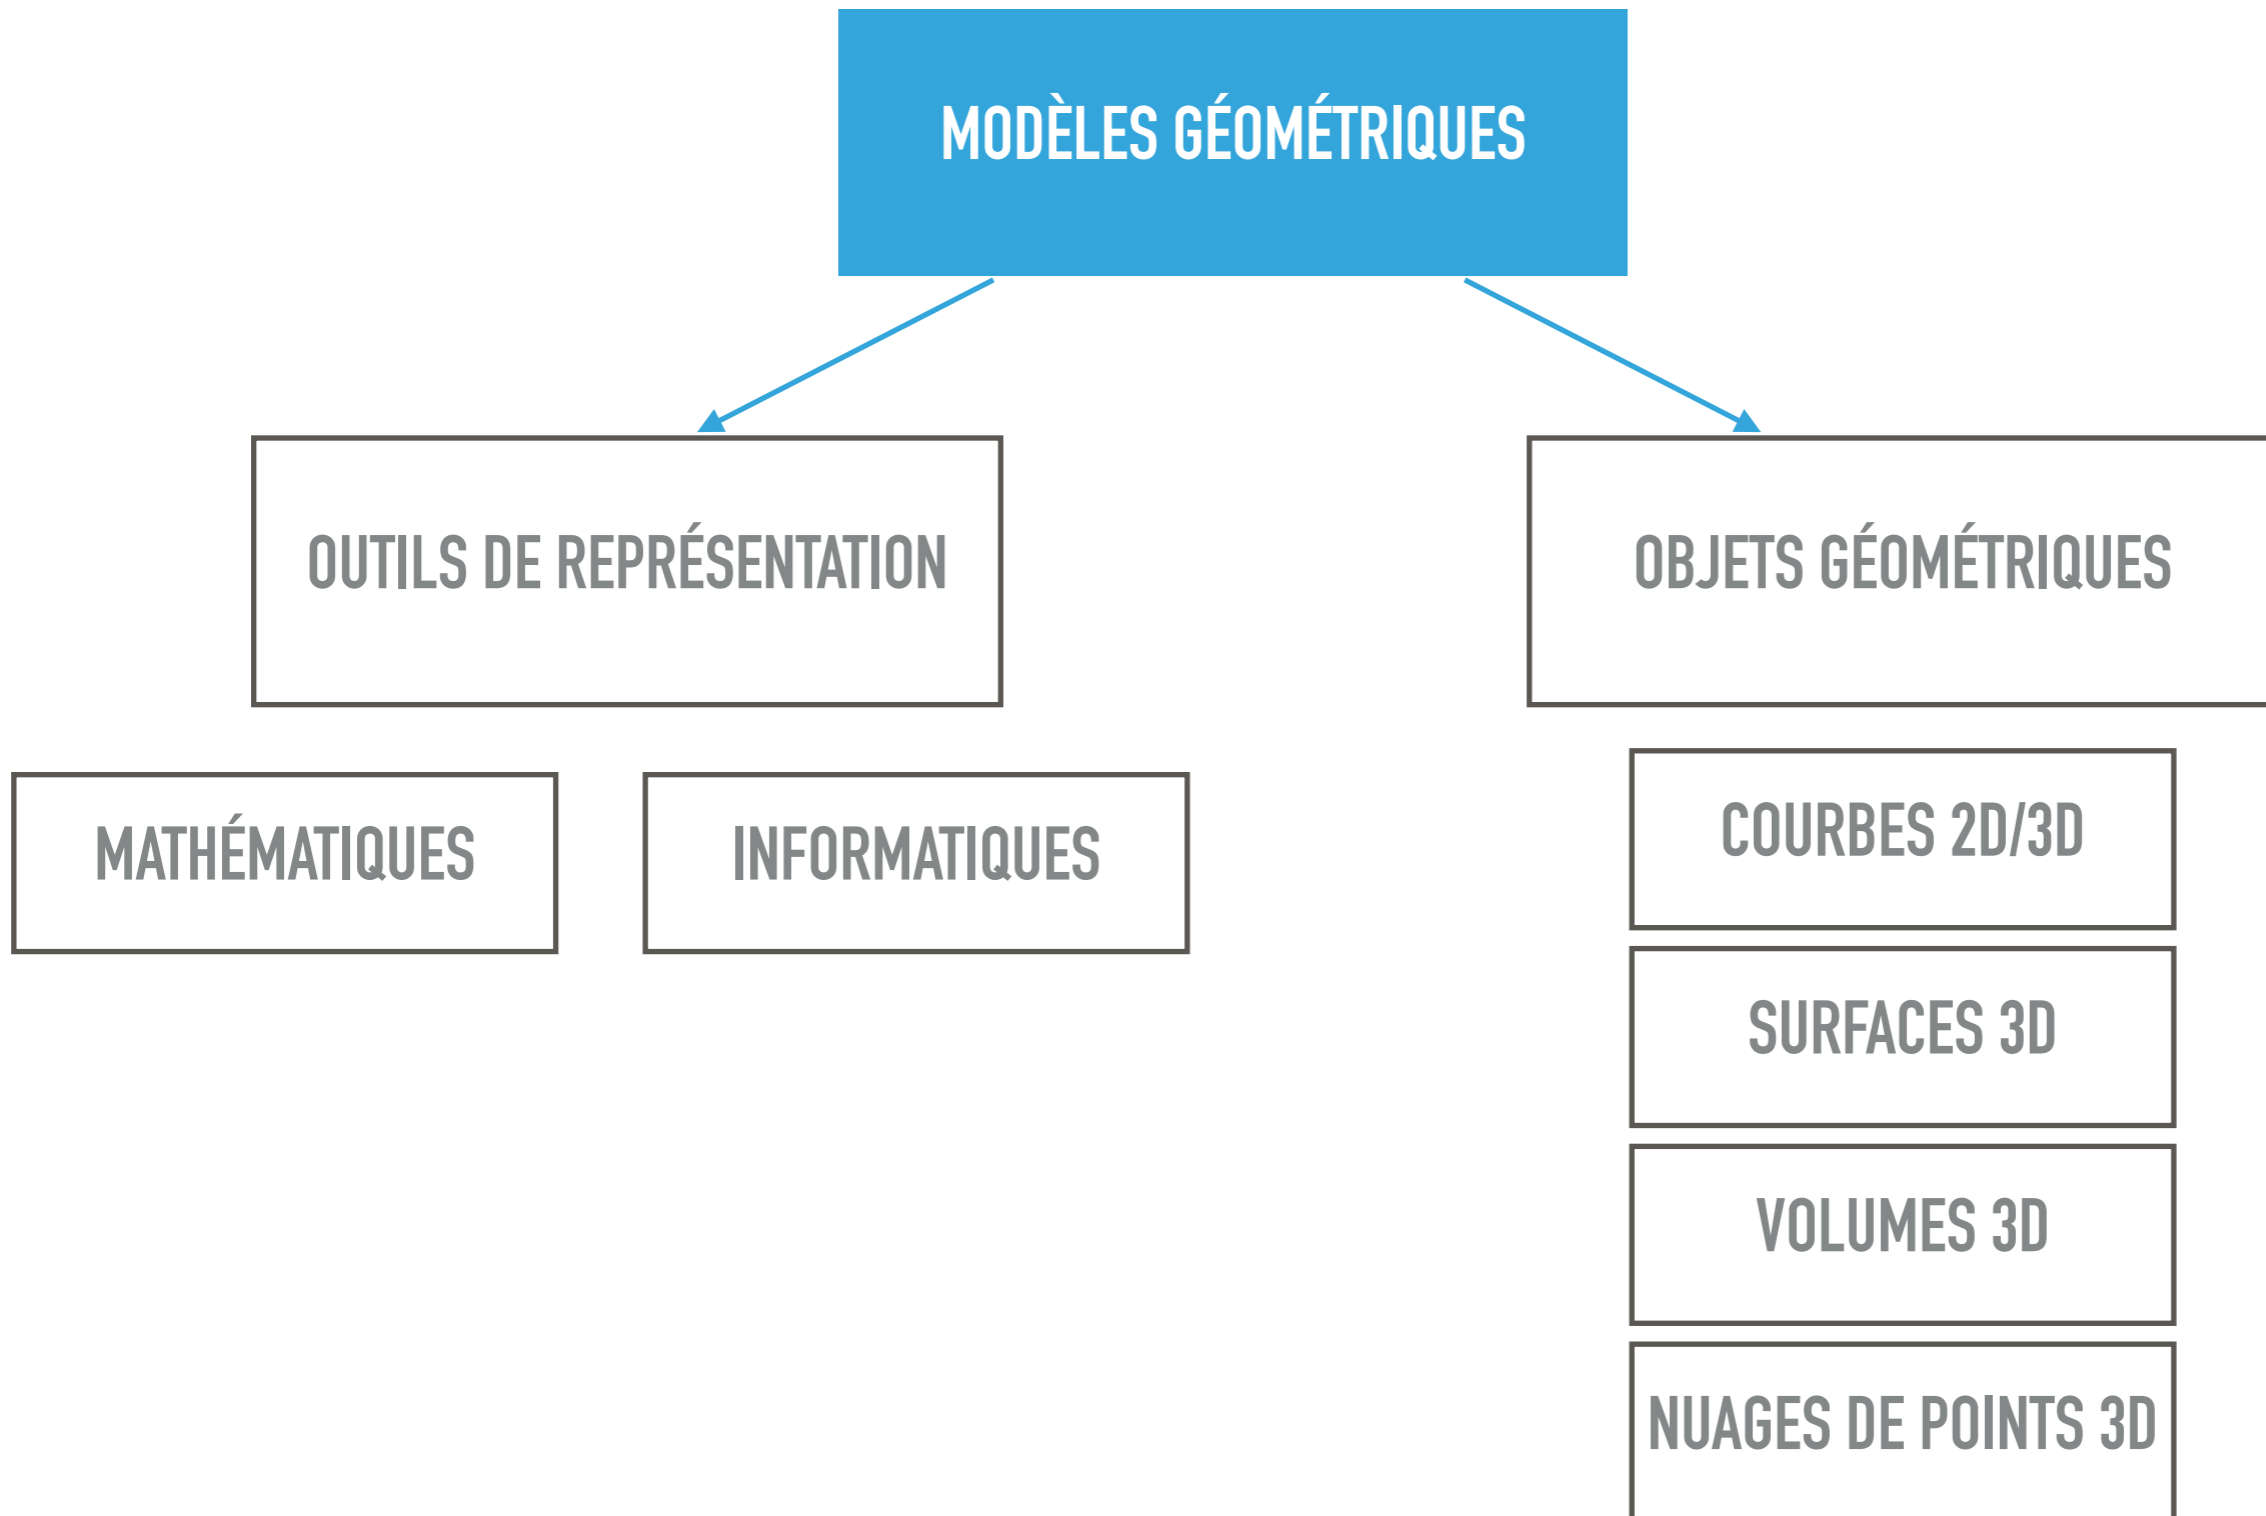 MODÈLES GÉOMÉTRIQUES
OUTILS DE REPRÉSENTATION
OBJETS GÉOMÉTRIQUES
MATHÉMATIQUES
INFORMATIQUES
COURBES 2D/3D
SURFACES 3D
VOLUMES 3D
NUAGES DE POINTS 3D